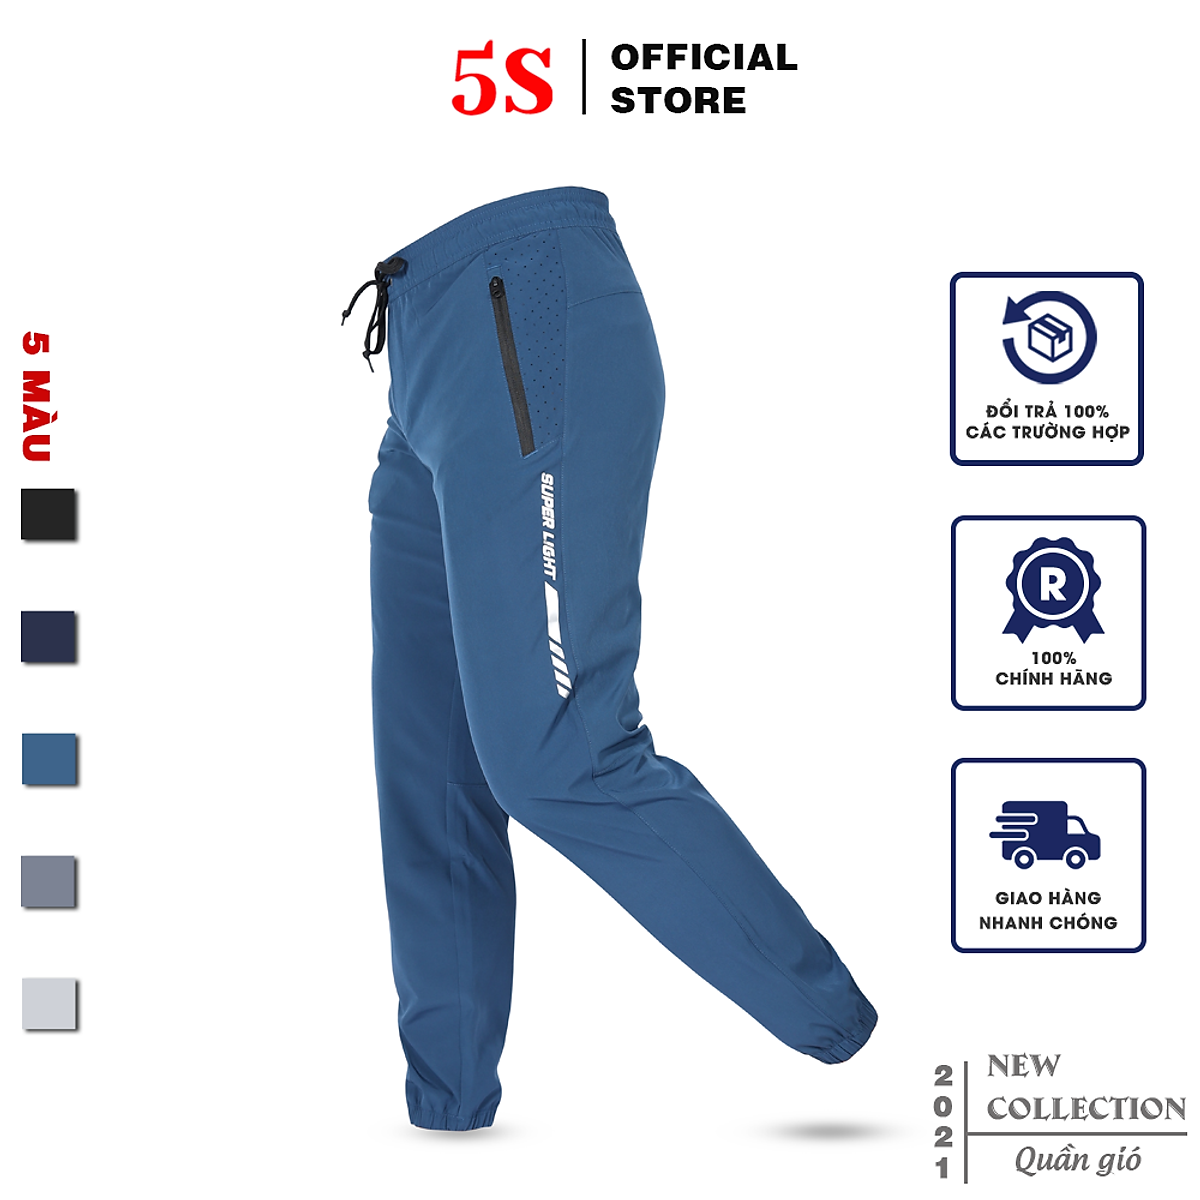 5S
OFFICIAL
STORE
5 MÀU
SUPER LIGHT
ĐỔI TRẢ 100%
CÁC TRƯỜNG HỢP
R
100%
CHÍNH HÃNG
GIAO HÀNG
NHANH CHÓNG
2021
NEW
COLLECTION
Quần gió